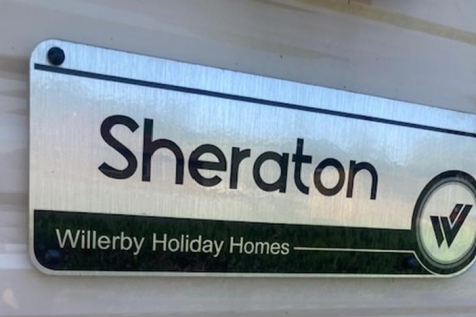 Sheraton
Willerby Holiday Homes
W